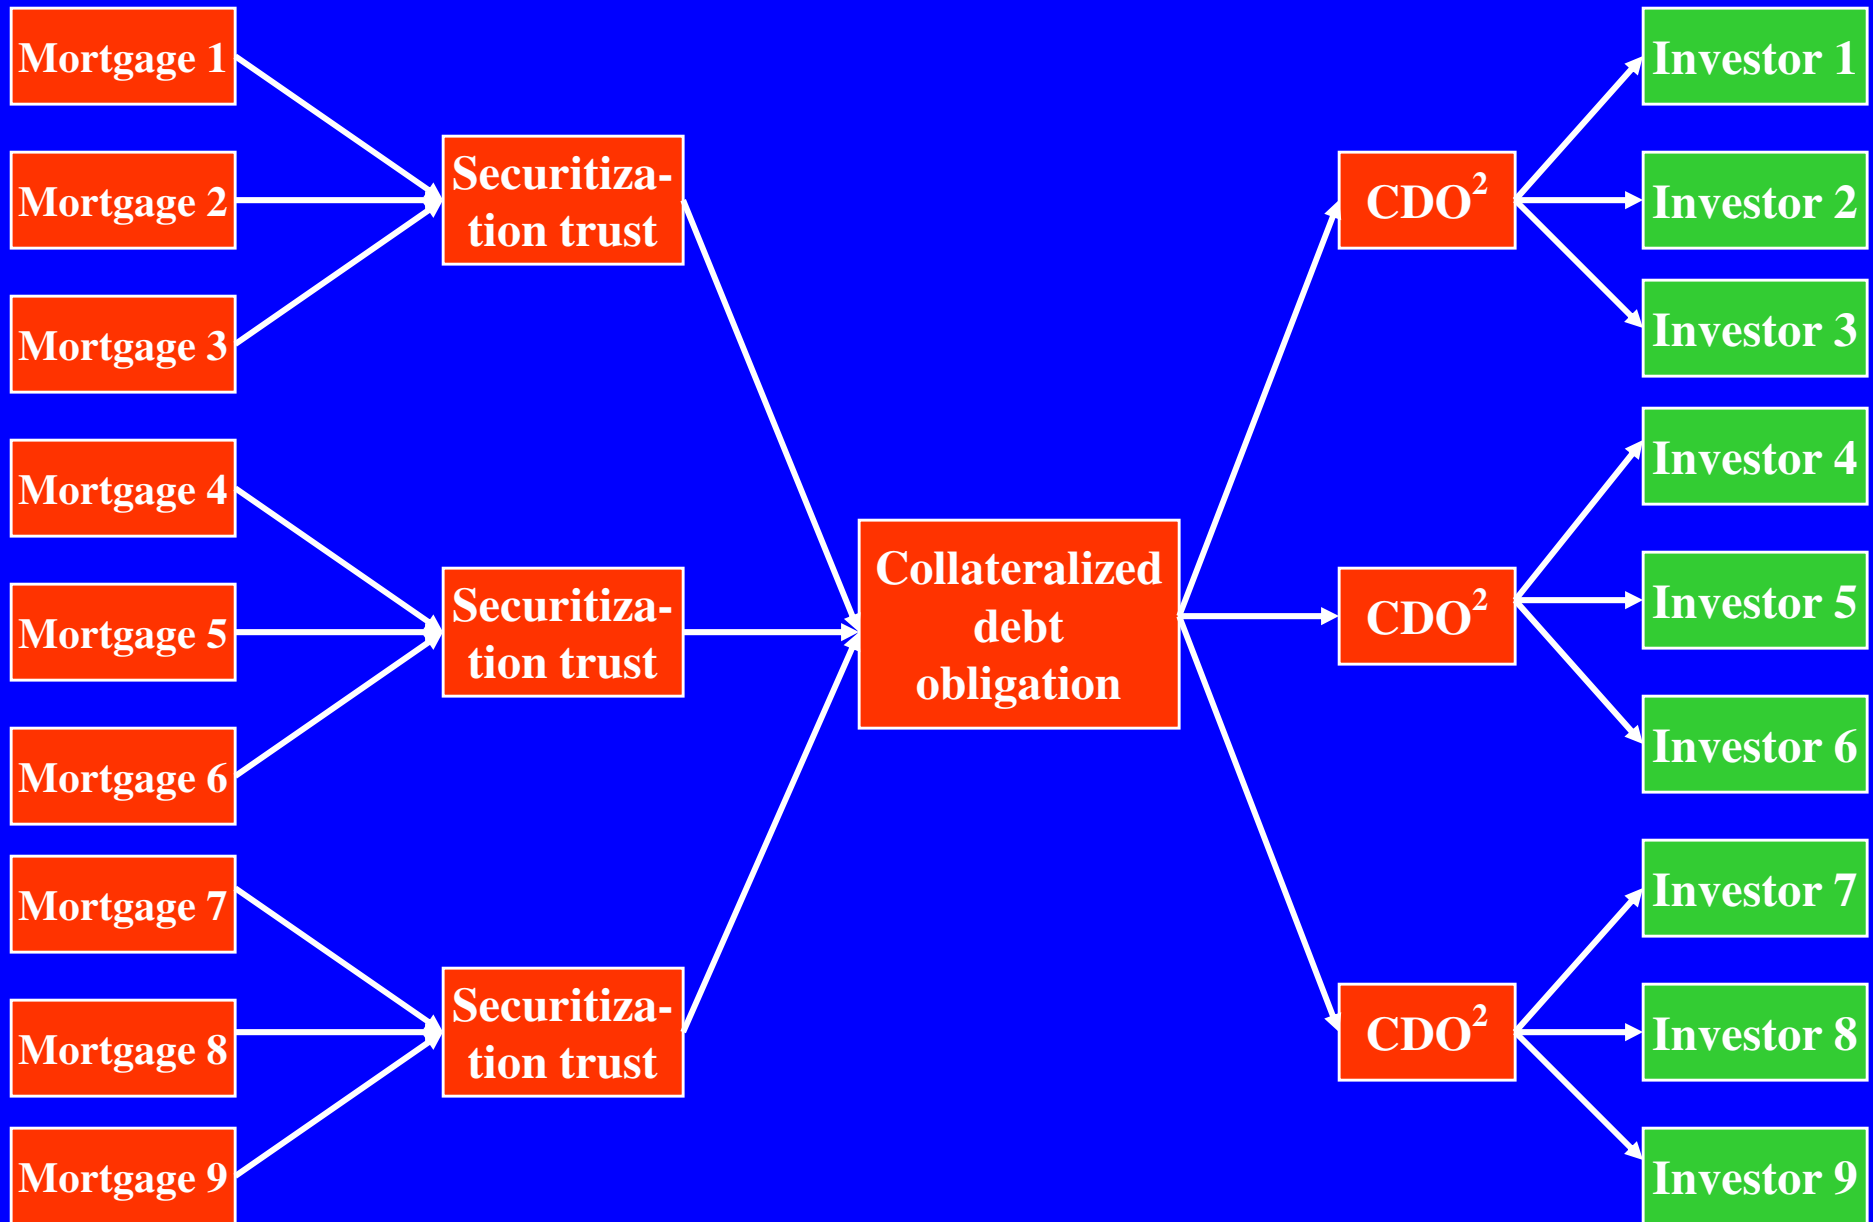 Mortgage 1
Mortgage 2
Mortgage 3
Mortgage 4
Mortgage 5
Mortgage 6
Mortgage 7
Mortgage 8
Mortgage 9
Securitiza-
tion trust
Securitiza-
tion trust
Securitiza-
tion trust
Collateralized
debt
obligation
CDO²
CDO²
CDO²
Investor 1
Investor 2
Investor 3
Investor 4
Investor 5
Investor 6
Investor 7
Investor 8
Investor 9